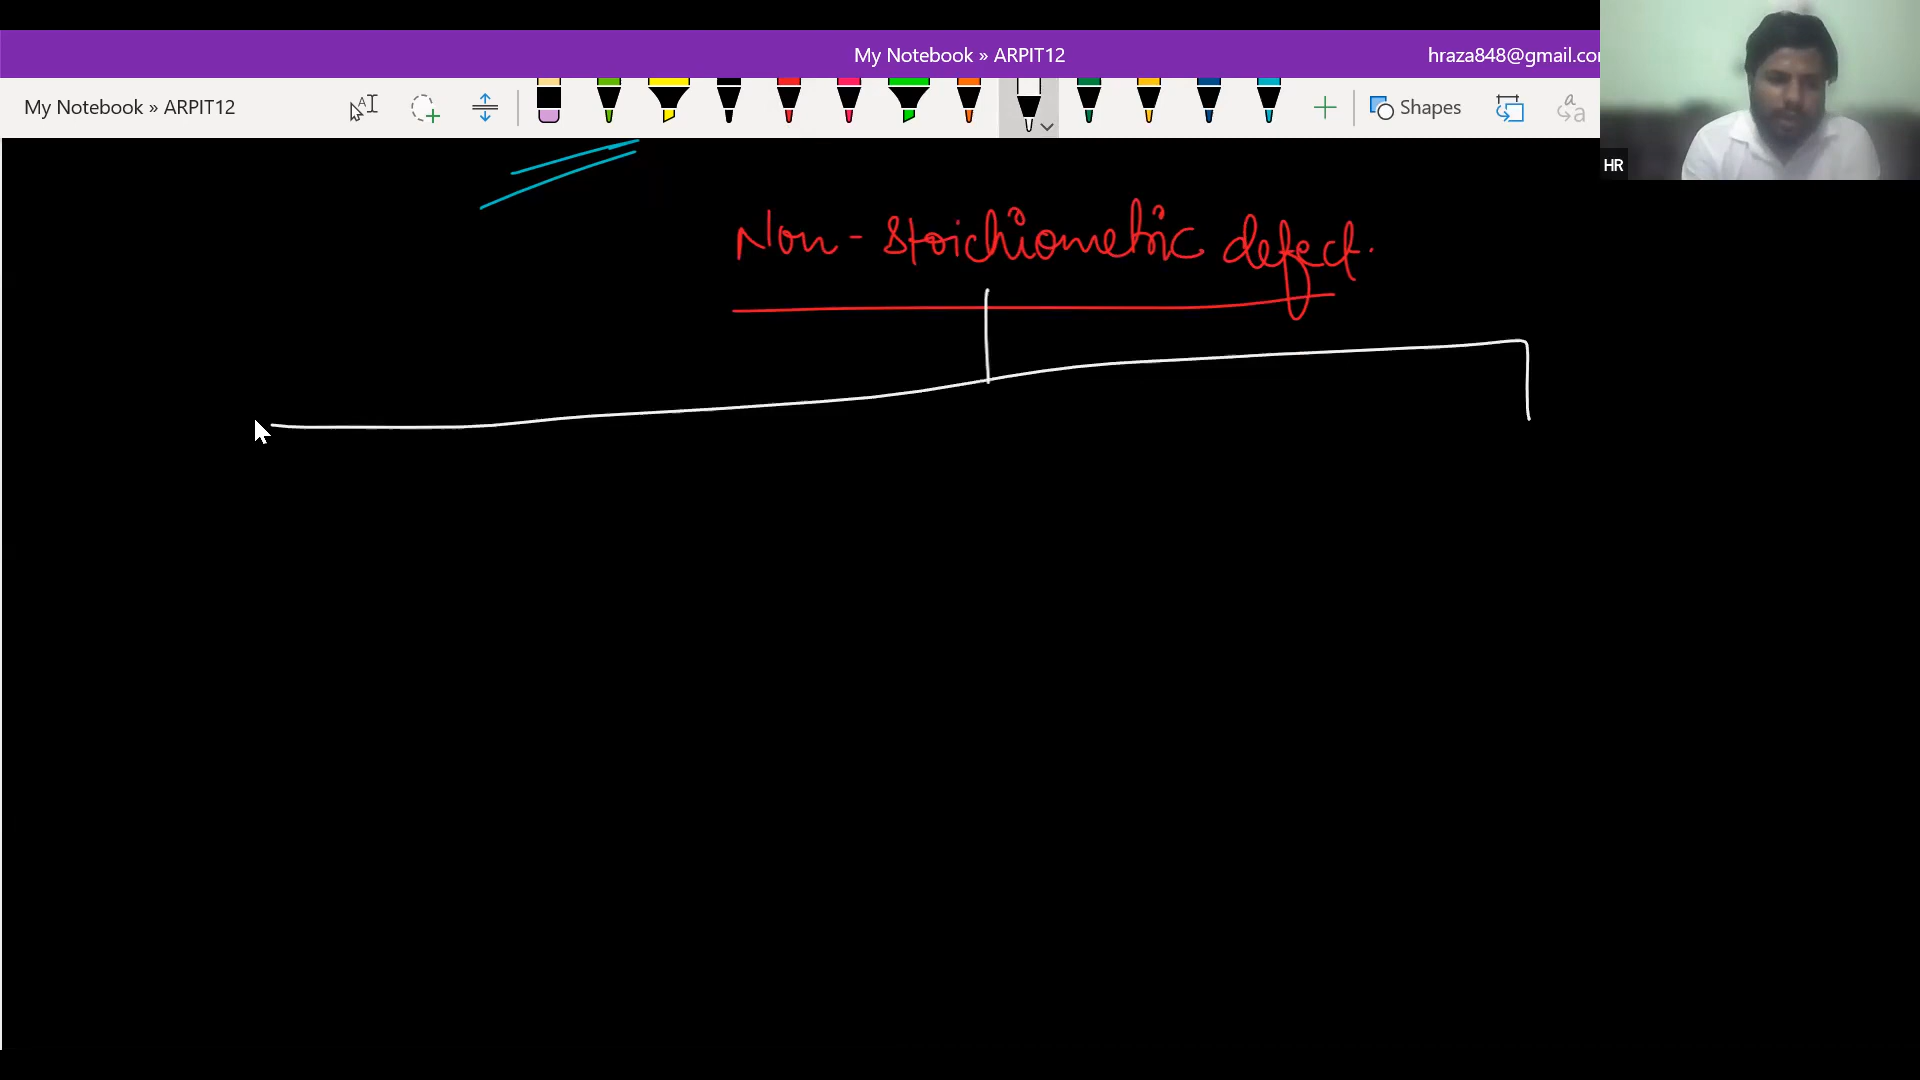 My Notebook » ARPIT12
hraza848@gmail.co
My Notebook » ARPIT12
Shapes
HR
Non-Stoichiometric defect.